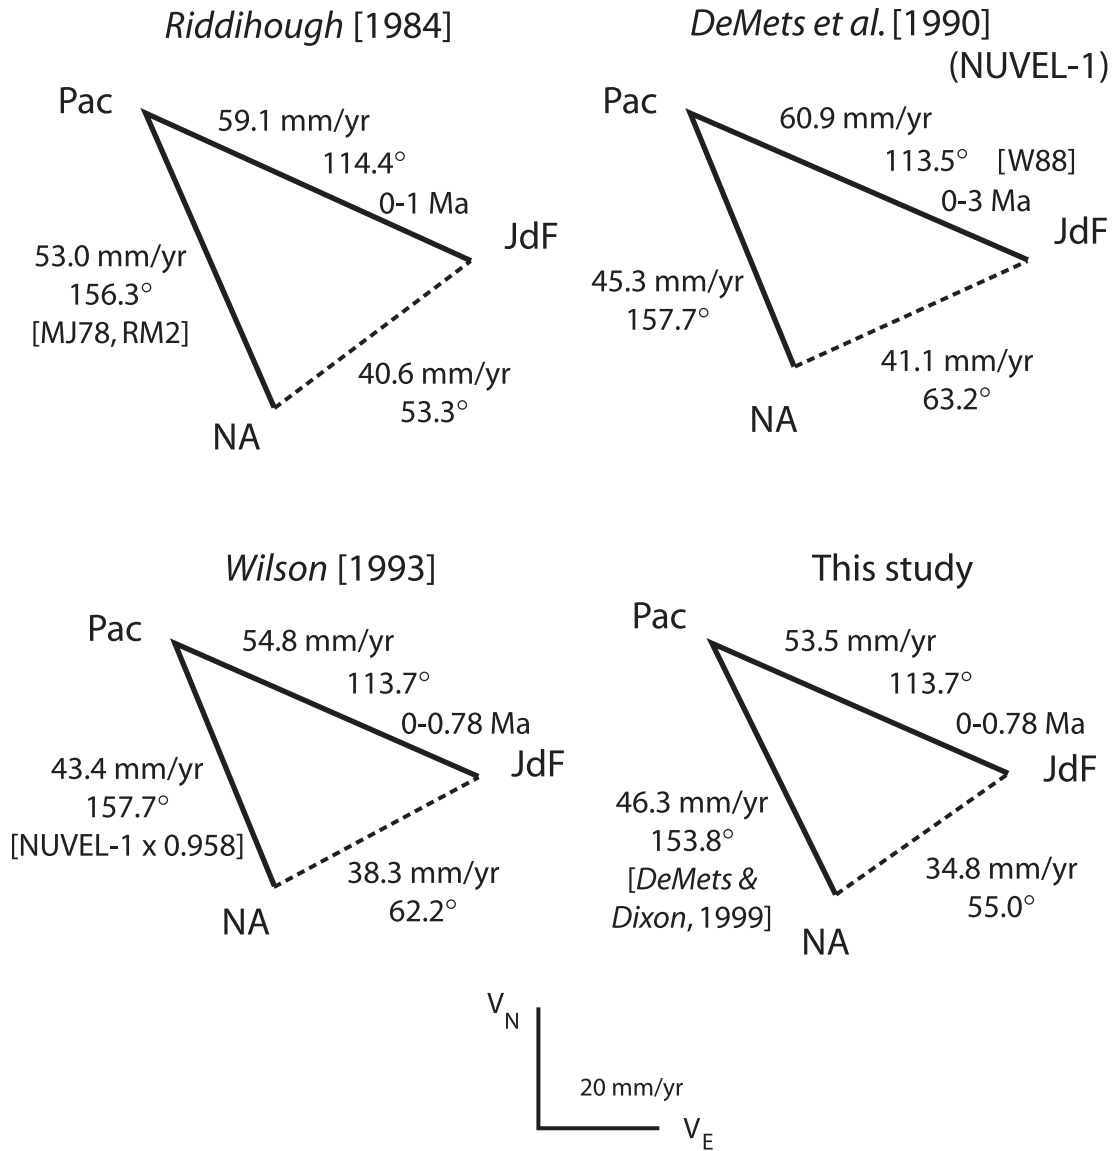 Riddihough [1984]
Pac
59.1 mm/yr
114.4°
0-1 Ma
JdF
53.0 mm/yr
156.3°
[MJ78, RM2]
40.6 mm/yr
53.3°
NA
DeMets et al. [1990]
(NUVEL-1)
Pac
60.9 mm/yr
113.5° [W88]
0-3 Ma
JdF
45.3 mm/yr
157.7°
41.1 mm/yr
63.2°
NA
Wilson [1993]
Pac
54.8 mm/yr
113.7°
0-0.78 Ma
JdF
43.4 mm/yr
157.7°
[NUVEL-1 x 0.958]
38.3 mm/yr
62.2°
NA
This study
Pac
53.5 mm/yr
113.7°
0-0.78 Ma
JdF
46.3 mm/yr
153.8°
[DeMets &
Dixon, 1999]
34.8 mm/yr
55.0°
NA
V_N
20 mm/yr
V_E